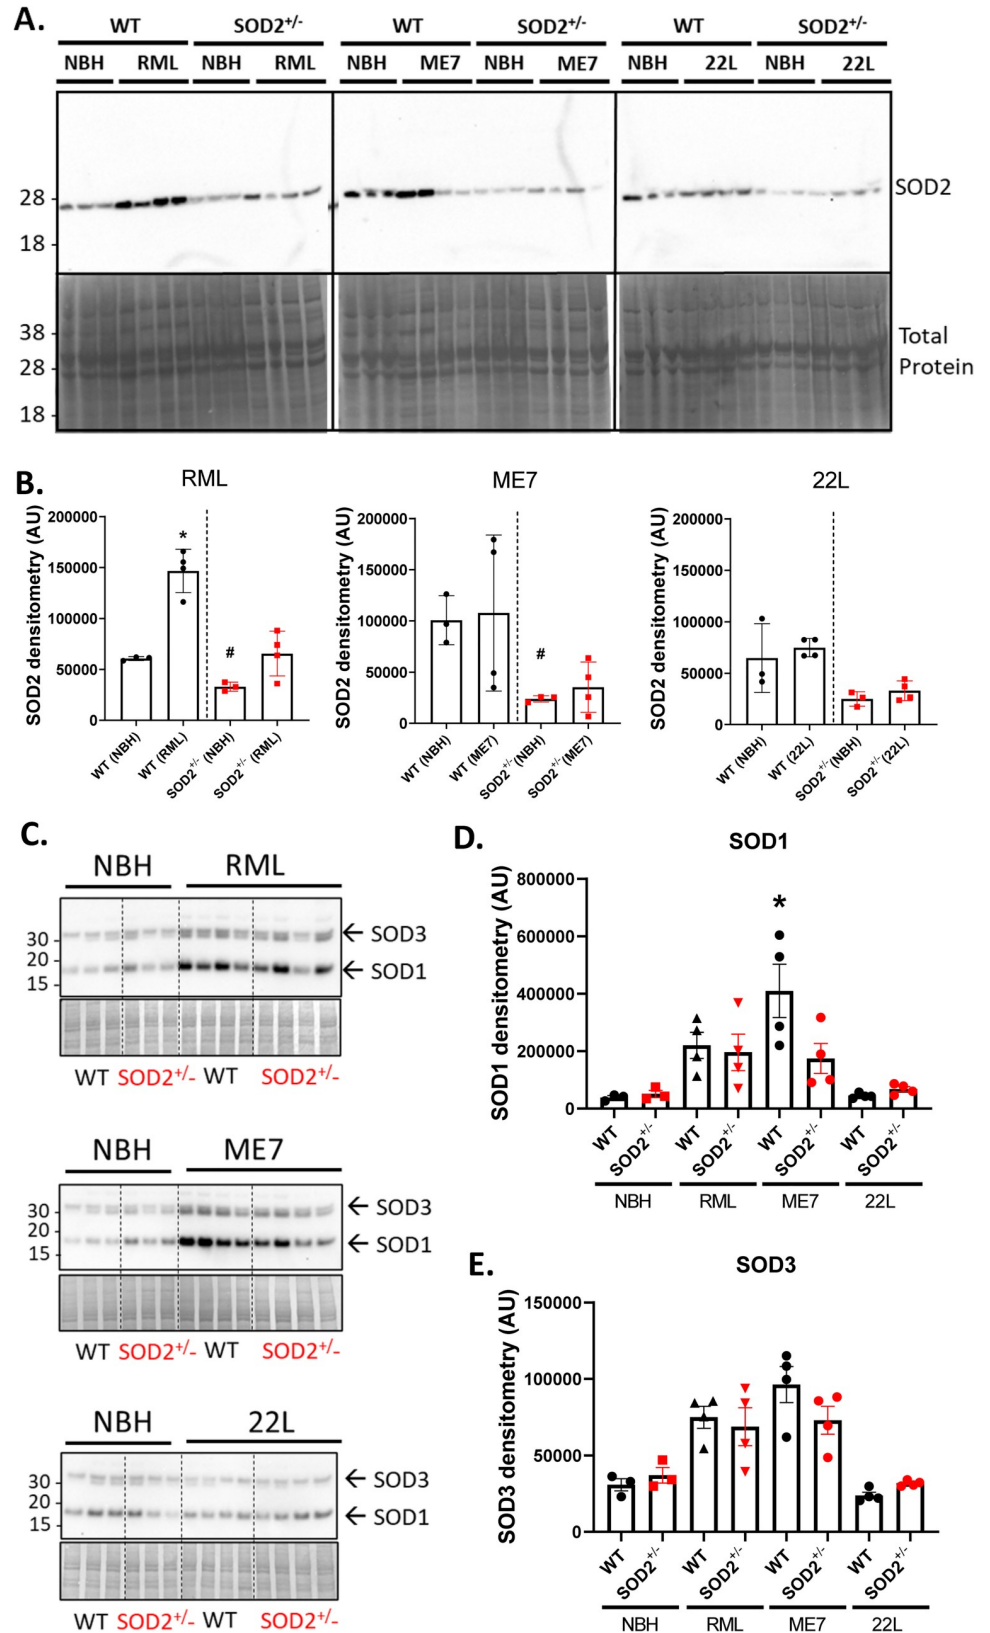 A.
WT SOD2+/- WT SOD2+/- WT SOD2+/-
NBH RML NBH RML NBH ME7 NBH ME7 NBH 22L NBH 22L
28
18
SOD2
38
28
18
Total
Protein
B.
RML
SOD2 densitometry (AU)
200000
150000
100000
50000
0
*
#
WT (NBH)
WT (RML)
SOD2+/- (NBH)
SOD2+/- (RML)
ME7
SOD2 densitometry (AU)
200000
150000
100000
50000
0
#
WT (NBH)
WT (ME7)
SOD2+/- (NBH)
SOD2+/- (ME7)
22L
SOD2 densitometry (AU)
200000
150000
100000
50000
0
WT (NBH)
WT (22L)
SOD2+/- (NBH)
SOD2+/- (22L)
C.
NBH RML
30
20
15
← SOD3
← SOD1
WT SOD2+/- WT SOD2+/-
NBH ME7
30
20
15
← SOD3
← SOD1
WT SOD2+/- WT SOD2+/-
NBH 22L
30
20
15
← SOD3
← SOD1
WT SOD2+/- WT SOD2+/-
D.
SOD1
SOD1 densitometry (AU)
800000
600000
400000
200000
0
*
WT SOD2+/- WT SOD2+/- WT SOD2+/- WT SOD2+/-
NBH RML ME7 22L
E.
SOD3
SOD3 densitometry (AU)
150000
100000
50000
0
WT SOD2+/- WT SOD2+/- WT SOD2+/- WT SOD2+/-
NBH RML ME7 22L